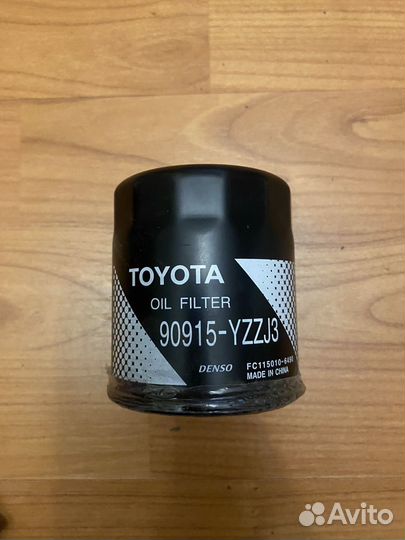 TOYOTA
OIL FILTER
90915-YZZJ3
DENSO
MADE IN CHINA
Avito